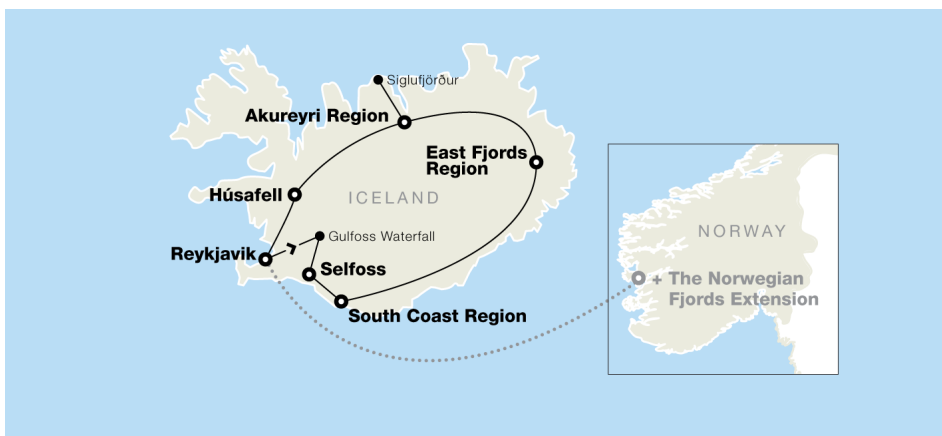 Siglufjörður
Akureyri Region
East Fjords
Region
Húsafell
ICELAND
Gulfoss Waterfall
Reykjavik
Selfoss
South Coast Region
NORWAY
+ The Norwegian
Fjords Extension